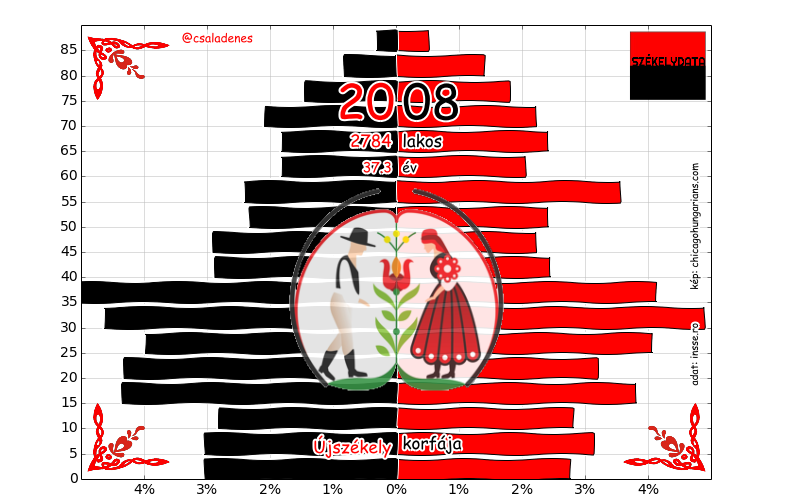 @csaladenes
SZÉKELYDATA
2008
2784 lakos
37.3 év
kép: chicagohungarians.com
adat: insse.ro
Újszékely korfája
85
80
75
70
65
60
55
50
45
40
35
30
25
20
15
10
5
0
4% 3% 2% 1% 0% 1% 2% 3% 4%